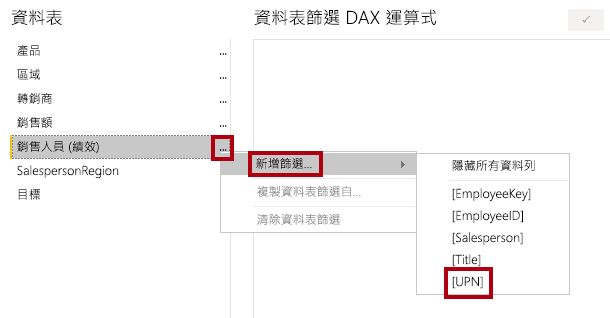 資料表
資料表篩選 DAX 運算式
產品 ...
區域 ...
轉銷商 ...
銷售額 ...
銷售人員 (績效) ...
新增篩選...
隱藏所有資料列
SalespersonRegion
[EmployeeKey]
複製資料表篩選自...
目標
[EmployeeID]
清除資料表篩選
[Salesperson]
[Title]
[UPN]